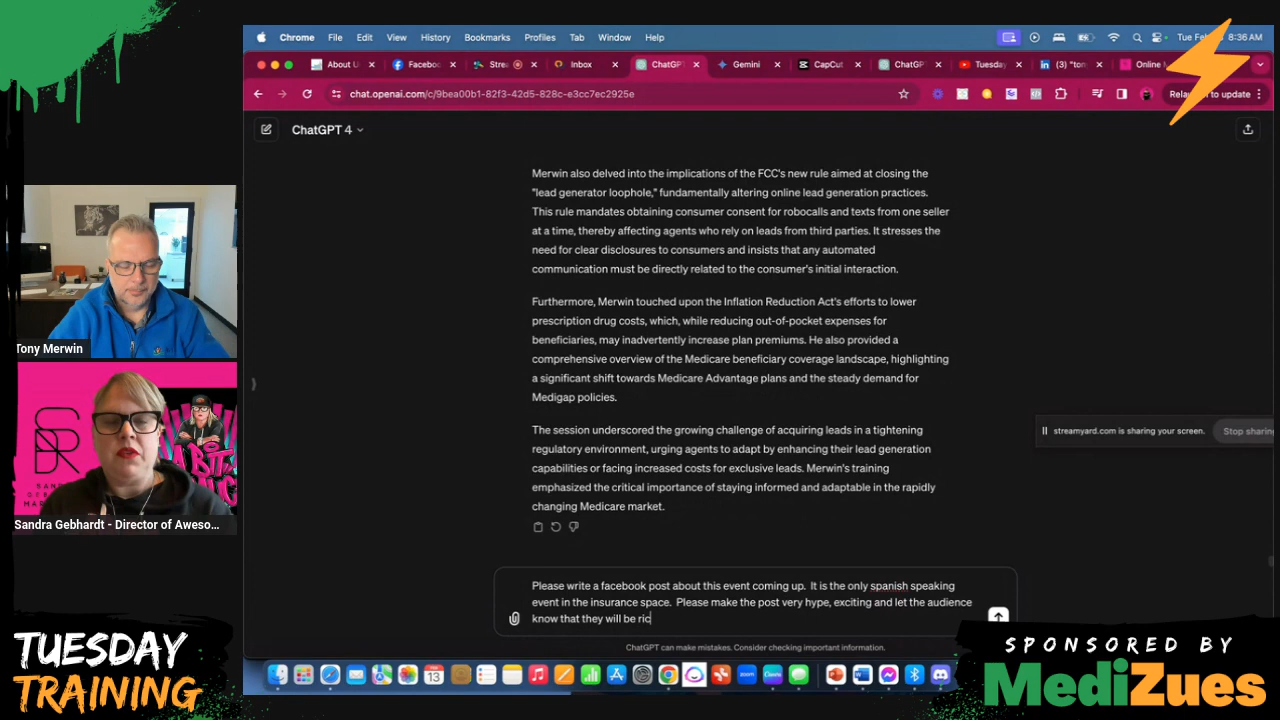 Chrome File Edit View History Bookmarks Profiles Tab Window Help
8:36 AM
About U
Faceboo
Strea
Inbox
ChatGP
Gemini
CapCut
ChatGP
Tuesday
(3) "ton
Online
chat.openai.com/c/9bea00b1-82f3-42d5-828c-e3cc7ec2925e
to update
ChatGPT 4
Merwin also delved into the implications of the FCC's new rule aimed at closing the
"lead generator loophole," fundamentally altering online lead generation practices.
This rule mandates obtaining consumer consent for robocalls and texts from one seller
at a time, thereby affecting agents who rely on leads from third parties. It stresses the
need for clear disclosures to consumers and insists that any automated
communication must be directly related to the consumer's initial interaction.
Furthermore, Merwin touched upon the Inflation Reduction Act's efforts to lower
prescription drug costs, which, while reducing out-of-pocket expenses for
beneficiaries, may inadvertently increase plan premiums. He also provided a
comprehensive overview of the Medicare beneficiary coverage landscape, highlighting
a significant shift towards Medicare Advantage plans and the steady demand for
Medigap policies.
The session underscored the growing challenge of acquiring leads in a tightening
regulatory environment, urging agents to adapt by enhancing their lead generation
capabilities or facing increased costs for exclusive leads. Merwin's training
emphasized the critical importance of staying informed and adaptable in the rapidly
changing Medicare market.
streamyard.com is sharing your screen. Stop sharing
Please write a facebook post about this event coming up. It is the only spanish speaking
event in the insurance space. Please make the post very hype, exciting and let the audience
know that they will be ric
ChatGPT can make mistakes. Consider checking important information.
Tony Merwin
Sandra Gebhardt - Director of Aweso...
TUESDAY
TRAINING
SPONSORED BY
MediZues